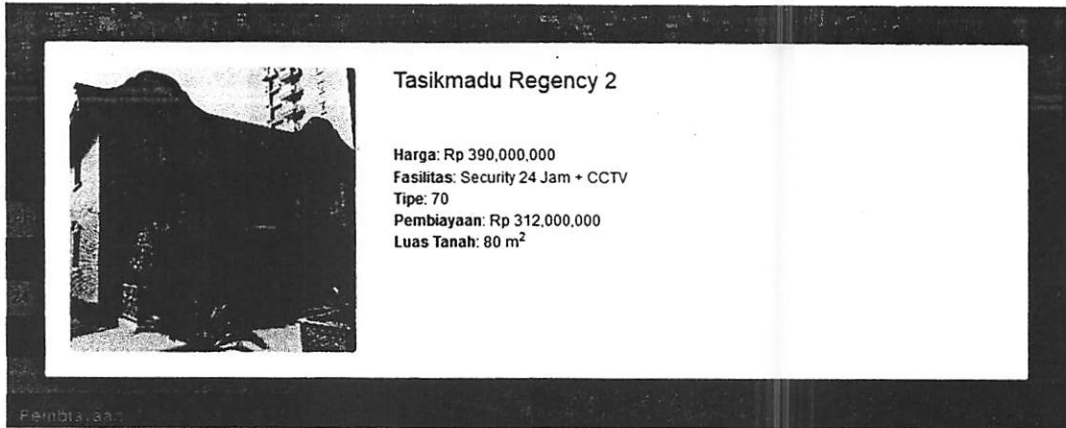 Tasikmadu Regency 2
Harga: Rp 390,000,000
Fasilitas: Security 24 Jam + CCTV
Tipe: 70
Pembiayaan: Rp 312,000,000
Luas Tanah: 80 m²
Pembiayaan